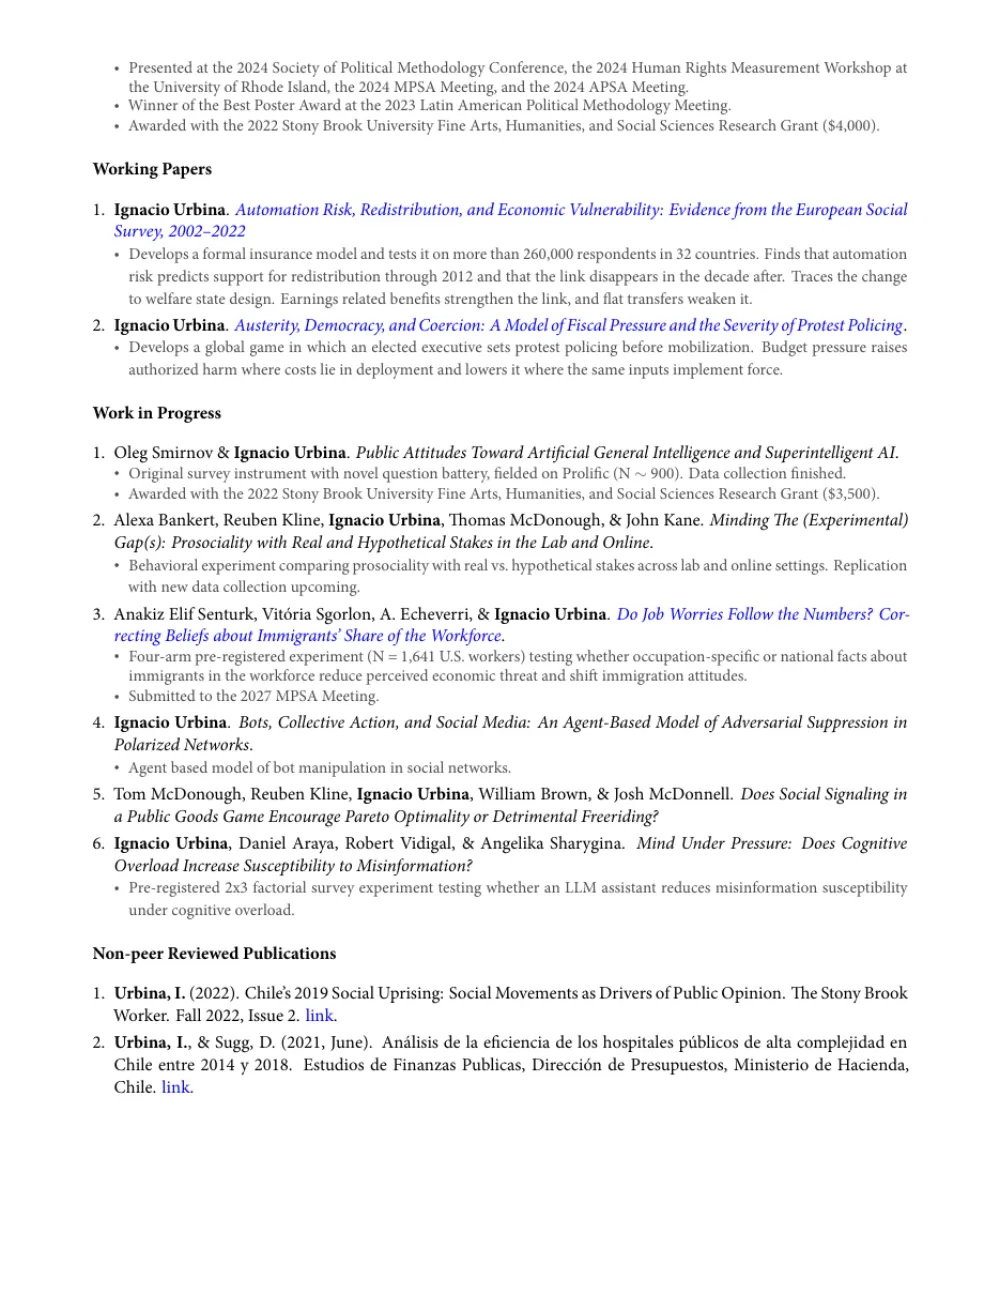 • Presented at the 2024 Society of Political Methodology Conference, the 2024 Human Rights Measurement Workshop at
the University of Rhode Island, the 2024 MPSA Meeting, and the 2024 APSA Meeting.
• Winner of the Best Poster Award at the 2023 Latin American Political Methodology Meeting.
• Awarded with the 2022 Stony Brook University Fine Arts, Humanities, and Social Sciences Research Grant ($4,000).
Working Papers
1. Ignacio Urbina. Automation Risk, Redistribution, and Economic Vulnerability: Evidence from the European Social
Survey, 2002–2022
• Develops a formal insurance model and tests it on more than 260,000 respondents in 32 countries. Finds that automation
risk predicts support for redistribution through 2012 and that the link disappears in the decade after. Traces the change
to welfare state design. Earnings related benefits strengthen the link, and flat transfers weaken it.
2. Ignacio Urbina. Austerity, Democracy, and Coercion: A Model of Fiscal Pressure and the Severity of Protest Policing.
• Develops a global game in which an elected executive sets protest policing before mobilization. Budget pressure raises
authorized harm where costs lie in deployment and lowers it where the same inputs implement force.
Work in Progress
1. Oleg Smirnov & Ignacio Urbina. Public Attitudes Toward Artificial General Intelligence and Superintelligent AI.
• Original survey instrument with novel question battery, fielded on Prolific (N ∼ 900). Data collection finished.
• Awarded with the 2022 Stony Brook University Fine Arts, Humanities, and Social Sciences Research Grant ($3,500).
2. Alexa Bankert, Reuben Kline, Ignacio Urbina, Thomas McDonough, & John Kane. Minding The (Experimental)
Gap(s): Prosociality with Real and Hypothetical Stakes in the Lab and Online.
• Behavioral experiment comparing prosociality with real vs. hypothetical stakes across lab and online settings. Replication
with new data collection upcoming.
3. Anakiz Elif Senturk, Vitória Sgorlon, A. Echeverri, & Ignacio Urbina. Do Job Worries Follow the Numbers? Cor-
recting Beliefs about Immigrants' Share of the Workforce.
• Four-arm pre-registered experiment (N = 1,641 U.S. workers) testing whether occupation-specific or national facts about
immigrants in the workforce reduce perceived economic threat and shift immigration attitudes.
• Submitted to the 2027 MPSA Meeting.
4. Ignacio Urbina. Bots, Collective Action, and Social Media: An Agent-Based Model of Adversarial Suppression in
Polarized Networks.
• Agent based model of bot manipulation in social networks.
5. Tom McDonough, Reuben Kline, Ignacio Urbina, William Brown, & Josh McDonnell. Does Social Signaling in
a Public Goods Game Encourage Pareto Optimality or Detrimental Freeriding?
6. Ignacio Urbina, Daniel Araya, Robert Vidigal, & Angelika Sharygina. Mind Under Pressure: Does Cognitive
Overload Increase Susceptibility to Misinformation?
• Pre-registered 2x3 factorial survey experiment testing whether an LLM assistant reduces misinformation susceptibility
under cognitive overload.
Non-peer Reviewed Publications
1. Urbina, I. (2022). Chile's 2019 Social Uprising: Social Movements as Drivers of Public Opinion. The Stony Brook
Worker. Fall 2022, Issue 2. link.
2. Urbina, I., & Sugg, D. (2021, June). Análisis de la eficiencia de los hospitales públicos de alta complejidad en
Chile entre 2014 y 2018. Estudios de Finanzas Publicas, Dirección de Presupuestos, Ministerio de Hacienda,
Chile. link.